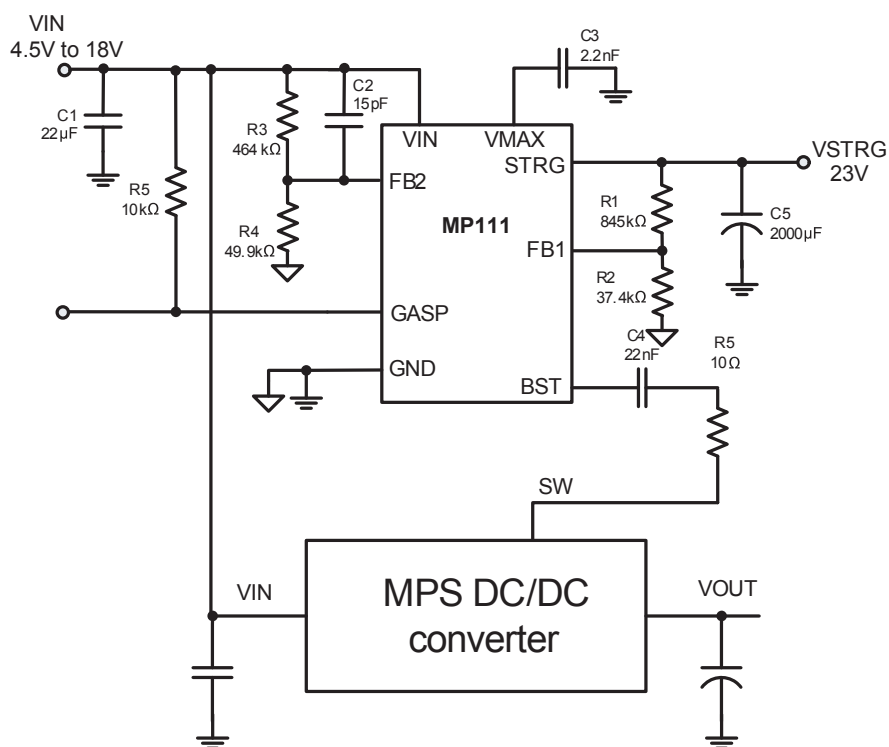 VIN
4.5V to 18V
C1
22μF
R5
10kΩ
R3
464kΩ
C2
15pF
R4
49.9kΩ
C3
2.2nF
VIN
VMAX
STRG
FB2
MP111
FB1
GASP
GND
BST
VSTRG
23V
R1
845kΩ
C5
2000μF
R2
37.4kΩ
C4
22nF
R5
10Ω
SW
VIN
MPS DC/DC
converter
VOUT